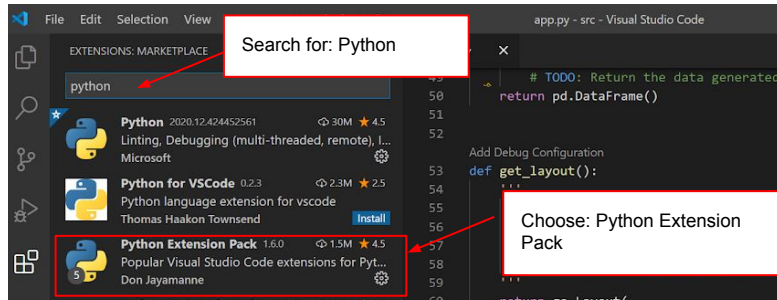 File Edit Selection View
app.py - src - Visual Studio Code
EXTENSIONS: MARKETPLACE
Search for: Python
python
Python 2020.12.424452561 30M ★ 4.5
Linting, Debugging (multi-threaded, remote), I...
Microsoft
Python for VSCode 0.2.3 2.3M ★ 2.5
Python language extension for vscode
Thomas Haakon Townsend Install
Python Extension Pack 1.6.0 1.5M ★ 4.5
Popular Visual Studio Code extensions for Pyt...
5 Don Jayamanne
# TODO: Return the data generated
50 return pd.DataFrame()
51
52
Add Debug Configuration
53 def get_layout():
54 '''
55
56
57
58
59 '''
Choose: Python Extension
Pack